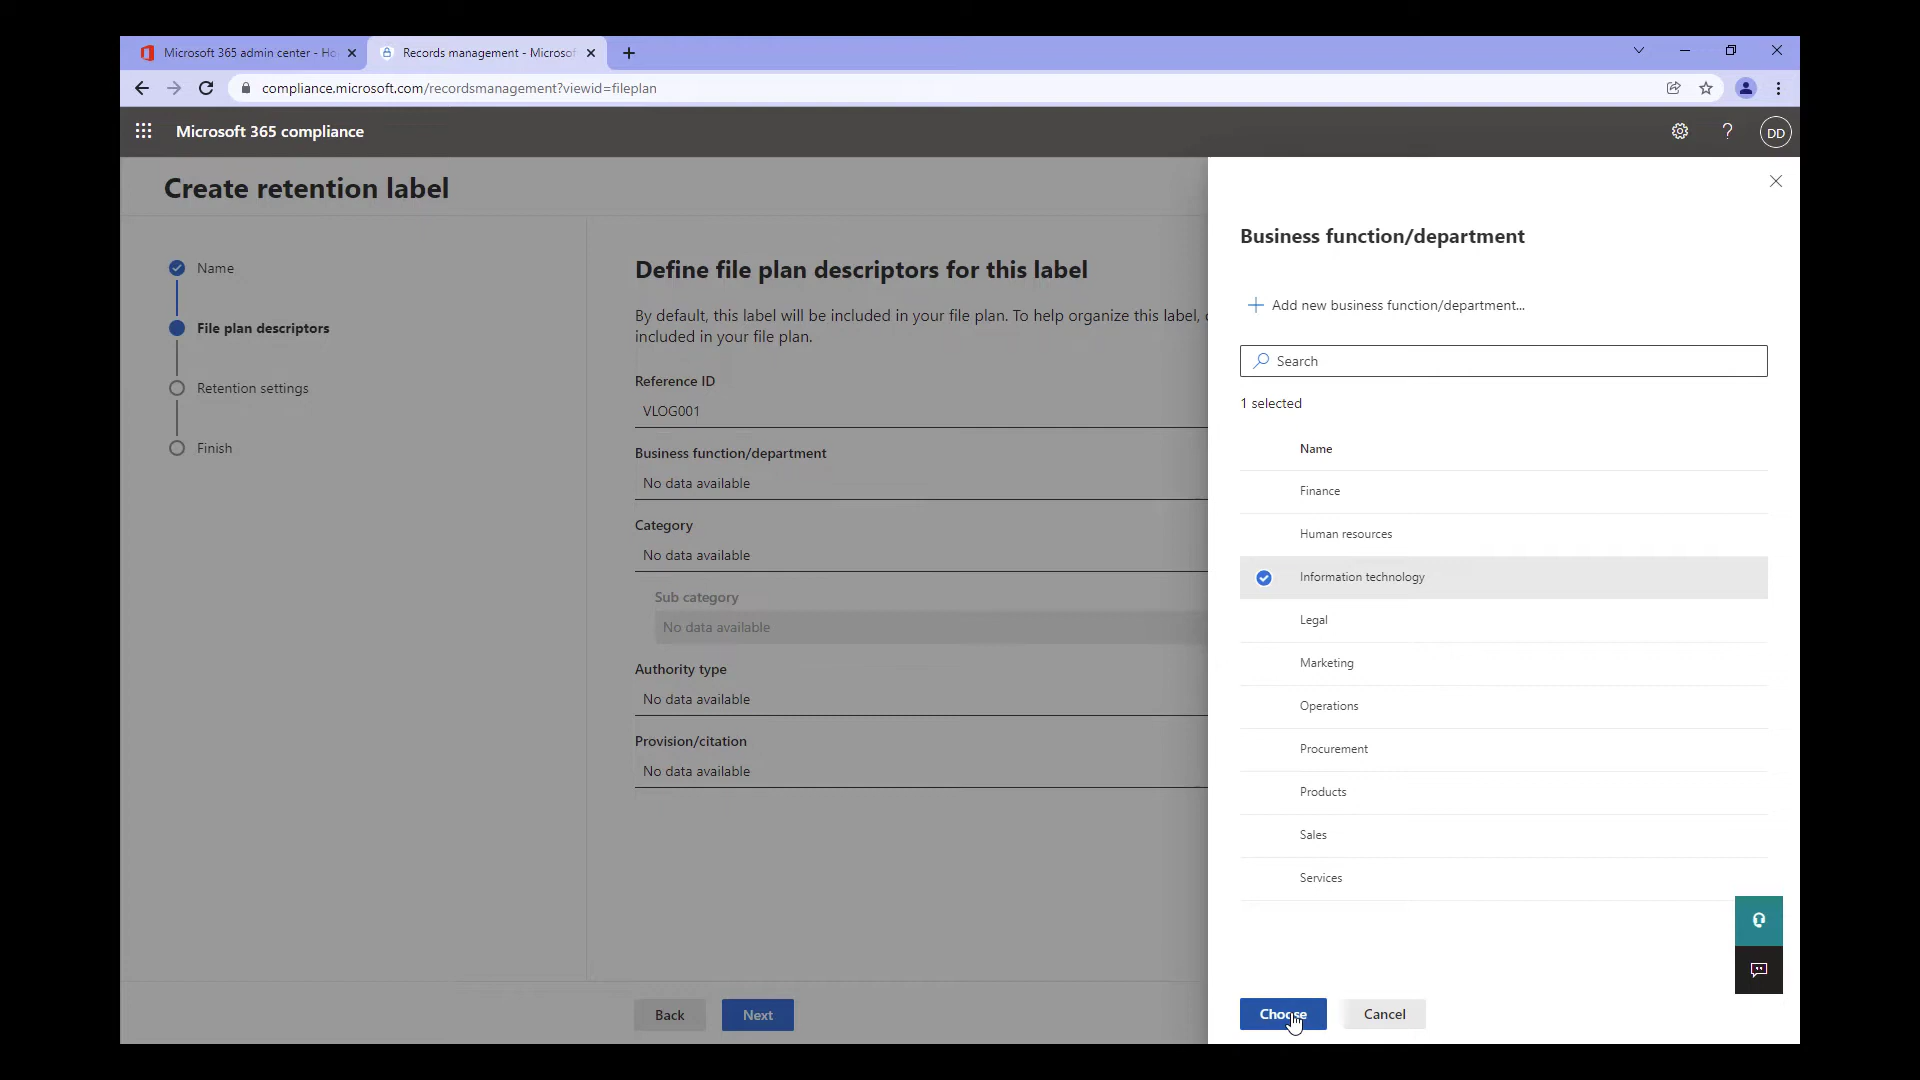 Microsoft 365 admin center - Ho
Records management - Microsof
compliance.microsoft.com/recordsmanagement?viewid=fileplan
Microsoft 365 compliance
?
DD
Create retention label
Name
File plan descriptors
Retention settings
Finish
Define file plan descriptors for this label
By default, this label will be included in your file plan. To help organize this label,
included in your file plan.
Reference ID
VLOG001
Business function/department
No data available
Category
No data available
Sub category
No data available
Authority type
No data available
Provision/citation
No data available
Back
Next
Business function/department
Add new business function/department...
Search
1 selected
Name
Finance
Human resources
Information technology
Legal
Marketing
Operations
Procurement
Products
Sales
Services
Choose
Cancel